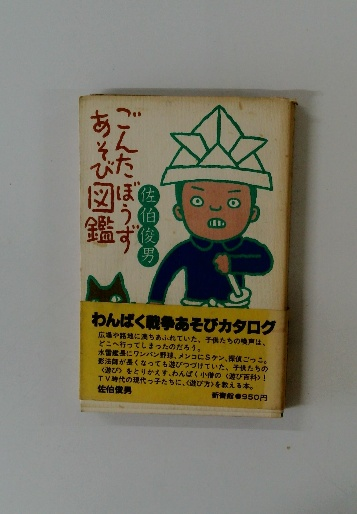 ごんたぼうず
あそび図鑑
佐伯俊男
わんぱく戦争あそびカタログ
広場や路地に満ちあふれていた、子供たちの喚声は、
どこへ行ってしまったのだろう。
水雷艦長にワンバン野球、メンコにSケン、探偵ごっこ。
影法師が長くなっても遊びつづけていた、子供たちの
〈遊び〉をとりかえす、わんぱく小僧の〈遊び百科〉!
TV時代の現代っ子たちに、〈遊び方〉を教える本。
佐伯俊男
新書館●950円